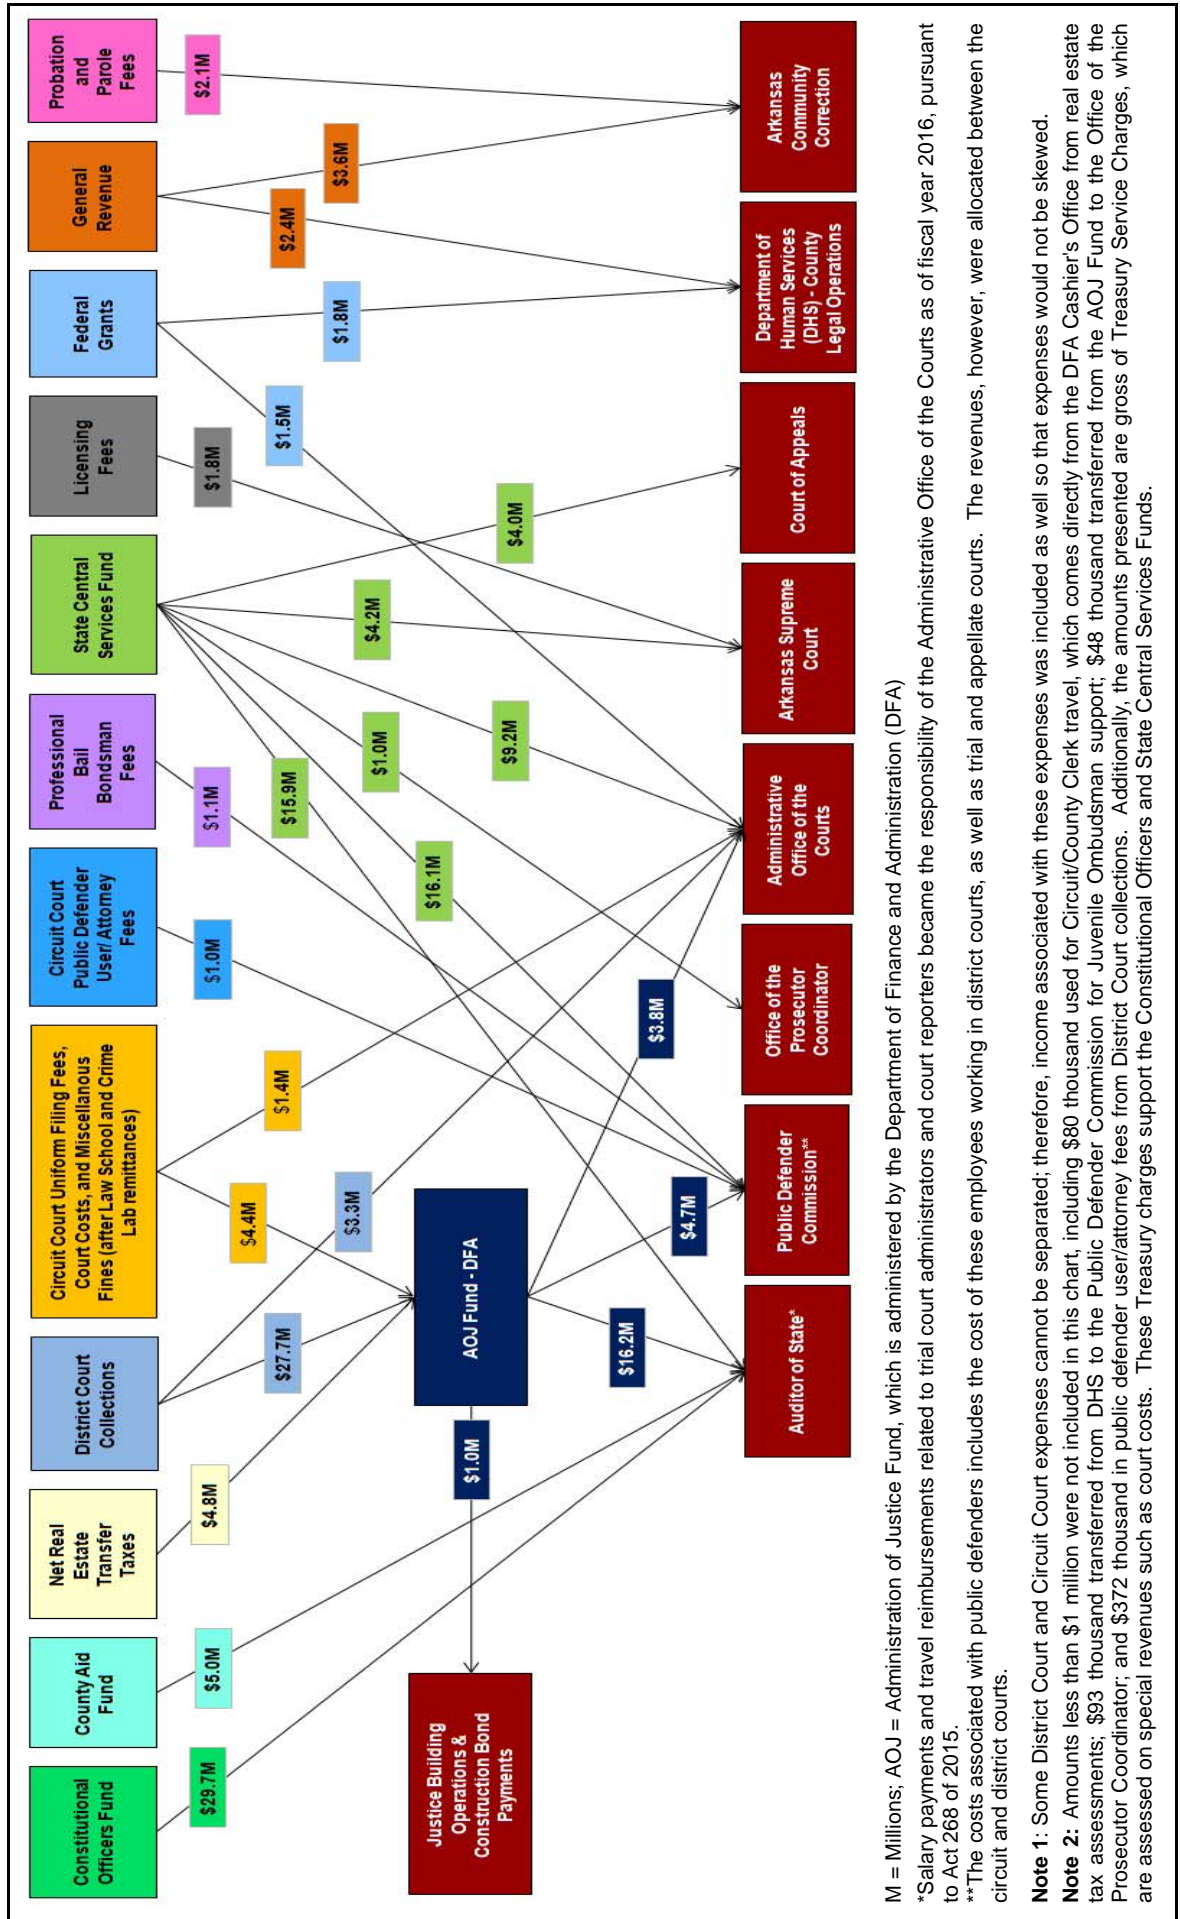 Constitutional
Officers Fund
County Aid
Fund
Net Real
Estate
Transfer
Taxes
District Court
Collections
Circuit Court Uniform Filing Fees,
Court Costs, and Miscellanous
Fines (after Law School and Crime
Lab remittances)
Circuit Court
Public Defender
User/ Attorney
Fees
Professional
Bail
Bondsman
Fees
State Central
Services Fund
Licensing
Fees
Federal
Grants
General
Revenue
Probation
and
Parole
Fees
$29.7M
$5.0M
$4.8M
$27.7M
$3.3M
$4.4M
$1.4M
$1.0M
$1.1M
$15.9M
$16.1M
$1.0M
$9.2M
$4.2M
$4.0M
$1.8M
$1.5M
$1.8M
$2.4M
$3.6M
$2.1M
AOJ Fund - DFA
$1.0M
$16.2M
$4.7M
$3.8M
Justice Building
Operations &
Construction Bond
Payments
Auditor of State*
Public Defender
Commission**
Office of the
Prosecutor
Coordinator
Administrative
Office of the
Courts
Arkansas Supreme
Court
Court of Appeals
Department of
Human Services
(DHS) - County
Legal Operations
Arkansas
Community
Correction
M = Millions; AOJ = Administration of Justice Fund, which is administered by the Department of Finance and Administration (DFA)
*Salary payments and travel reimbursements related to trial court administrators and court reporters became the responsibility of the Administrative Office of the Courts as of fiscal year 2016, pursuant
to Act 268 of 2015.
**The costs associated with public defenders includes the cost of these employees working in district courts, as well as trial and appellate courts. The revenues, however, were allocated between the
circuit and district courts.
Note 1: Some District Court and Circuit Court expenses cannot be separated; therefore, income associated with these expenses was included as well so that expenses would not be skewed.
Note 2: Amounts less than $1 million were not included in this chart, including $80 thousand used for Circuit/County Clerk travel, which comes directly from the DFA Cashier's Office from real estate
tax assessments; $93 thousand transferred from DHS to the Public Defender Commission for Juvenile Ombudsman support; $48 thousand transferred from the AOJ Fund to the Office of the
Prosecutor Coordinator; and $372 thousand in public defender user/attorney fees from District Court collections. Additionally, the amounts presented are gross of Treasury Service Charges, which
are assessed on special revenues such as court costs. These Treasury charges support the Constitutional Officers and State Central Services Funds.